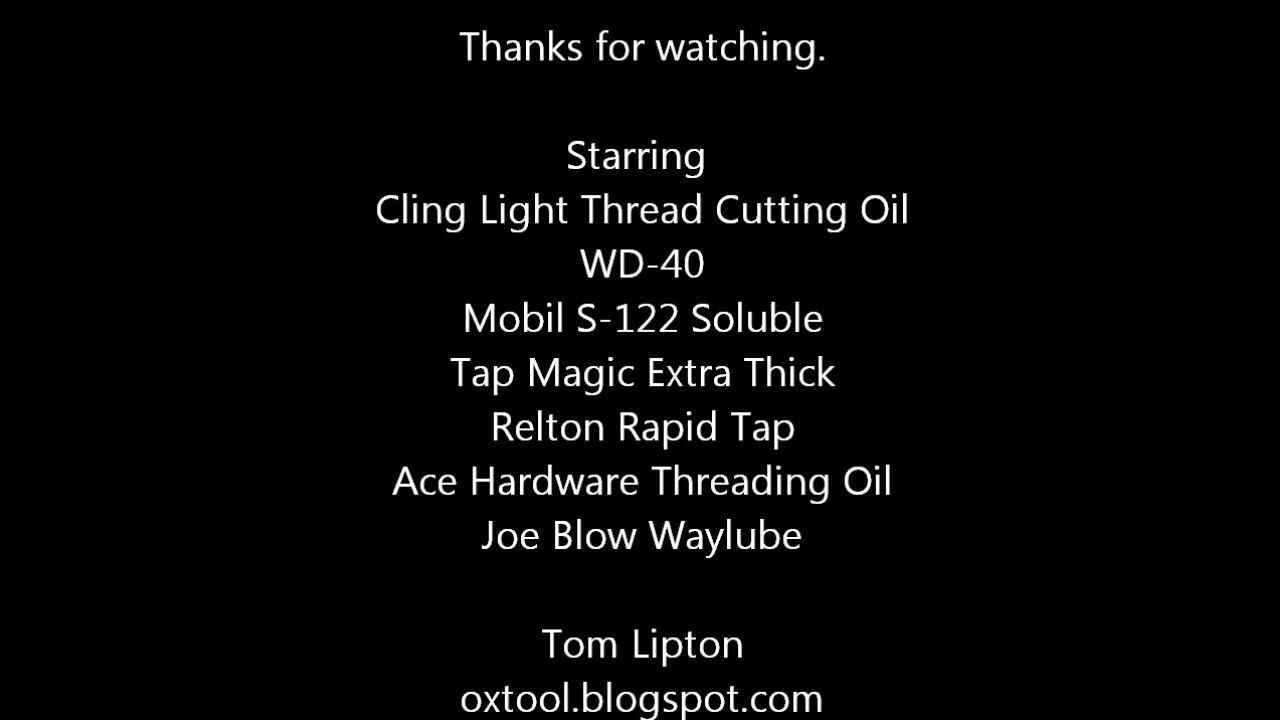 Thanks for watching.
Starring
Cling Light Thread Cutting Oil
WD-40
Mobil S-122 Soluble
Tap Magic Extra Thick
Relton Rapid Tap
Ace Hardware Threading Oil
Joe Blow Waylube
Tom Lipton
oxtool.blogspot.com